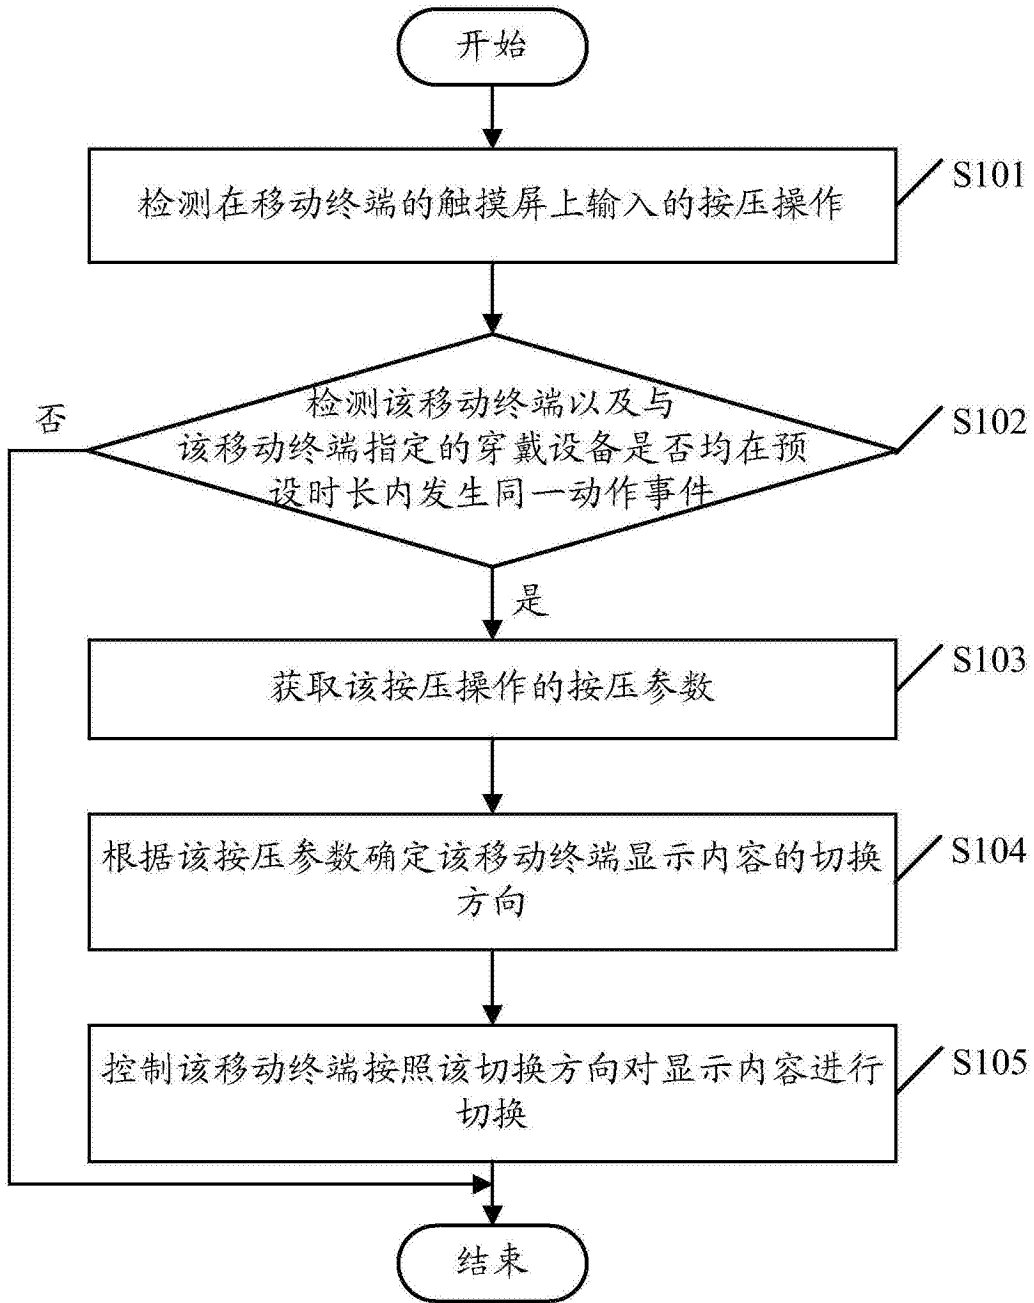 开始
检测在移动终端的触摸屏上输入的按压操作
S101
检测该移动终端以及与
该移动终端指定的穿戴设备是否均在预
设时长内发生同一动作事件
S102
否
是
获取该按压操作的按压参数
S103
根据该按压参数确定该移动终端显示内容的切换
方向
S104
控制该移动终端按照该切换方向对显示内容进行
切换
S105
结束